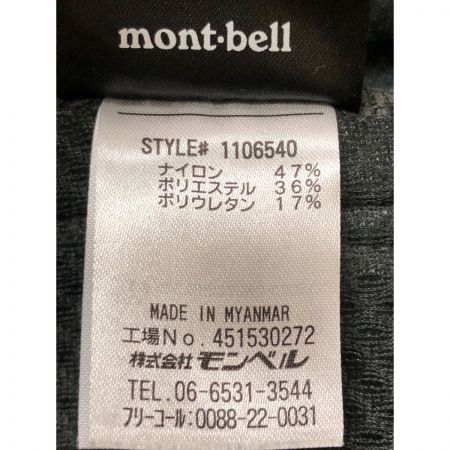 mont·bell
STYLE# 1106540
ナイロン 47%
ポリエステル 36%
ポリウレタン 17%
MADE IN MYANMAR
工場No. 451530272
株式会社モンベル
TEL. 06-6531-3544
フリーコール:0088-22-0031